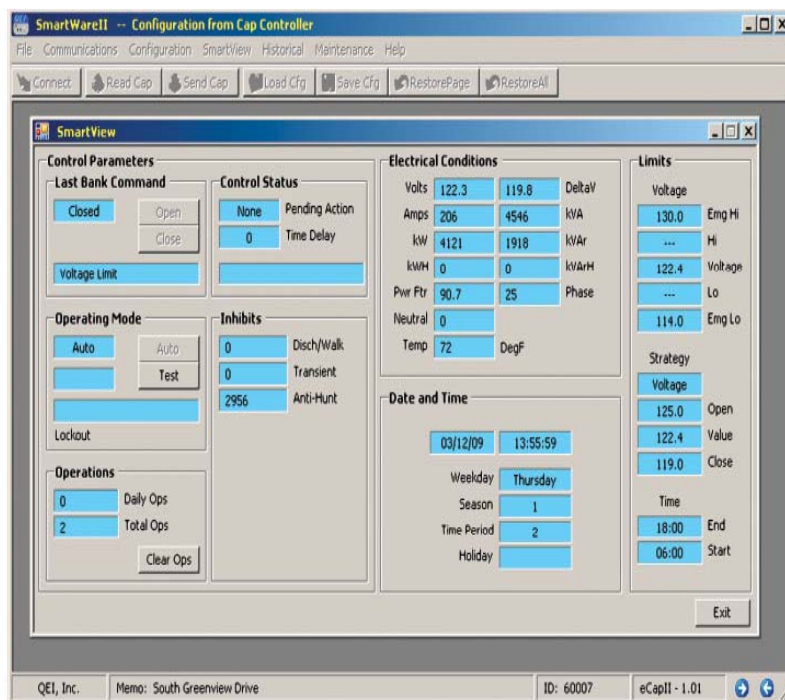 SmartWareII -- Configuration from Cap Controller
File Communications Configuration SmartView Historical Maintenance Help
Connect Read Cap Send Cap Load Cfg Save Cfg RestorePage RestoreAll
SmartView
Control Parameters
Last Bank Command
Closed Open
Close
Voltage Limit
Control Status
None Pending Action
0 Time Delay
Operating Mode
Auto Auto
Test
Lockout
Inhibits
0 Disch/Walk
0 Transient
2956 Anti-Hunt
Operations
0 Daily Ops
2 Total Ops
Clear Ops
Electrical Conditions
Volts 122.3 119.8 DeltaV
Amps 206 4546 kVA
kW 4121 1918 kVAr
kWH 0 0 kVArH
Pwr Ftr 90.7 25 Phase
Neutral 0
Temp 72 DegF
Date and Time
03/12/09 13:55:59
Weekday Thursday
Season 1
Time Period 2
Holiday
Limits
Voltage
130.0 Emg Hi
--- Hi
122.4 Voltage
--- Lo
114.0 Emg Lo
Strategy
Voltage
125.0 Open
122.4 Value
119.0 Close
Time
18:00 End
06:00 Start
Exit
QEI, Inc. Memo: South Greenview Drive ID: 60007 eCapII - 1.01